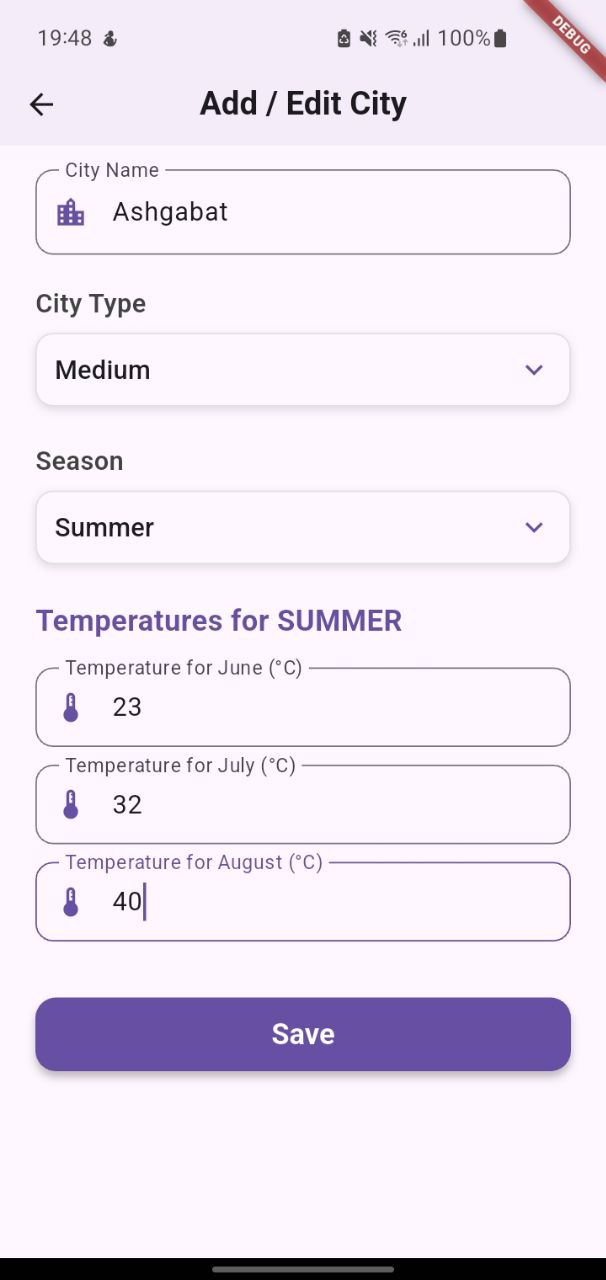 19:48
100%
DEBUG
Add / Edit City
City Name
Ashgabat
City Type
Medium
Season
Summer
Temperatures for SUMMER
Temperature for June (°C)
23
Temperature for July (°C)
32
Temperature for August (°C)
40
Save